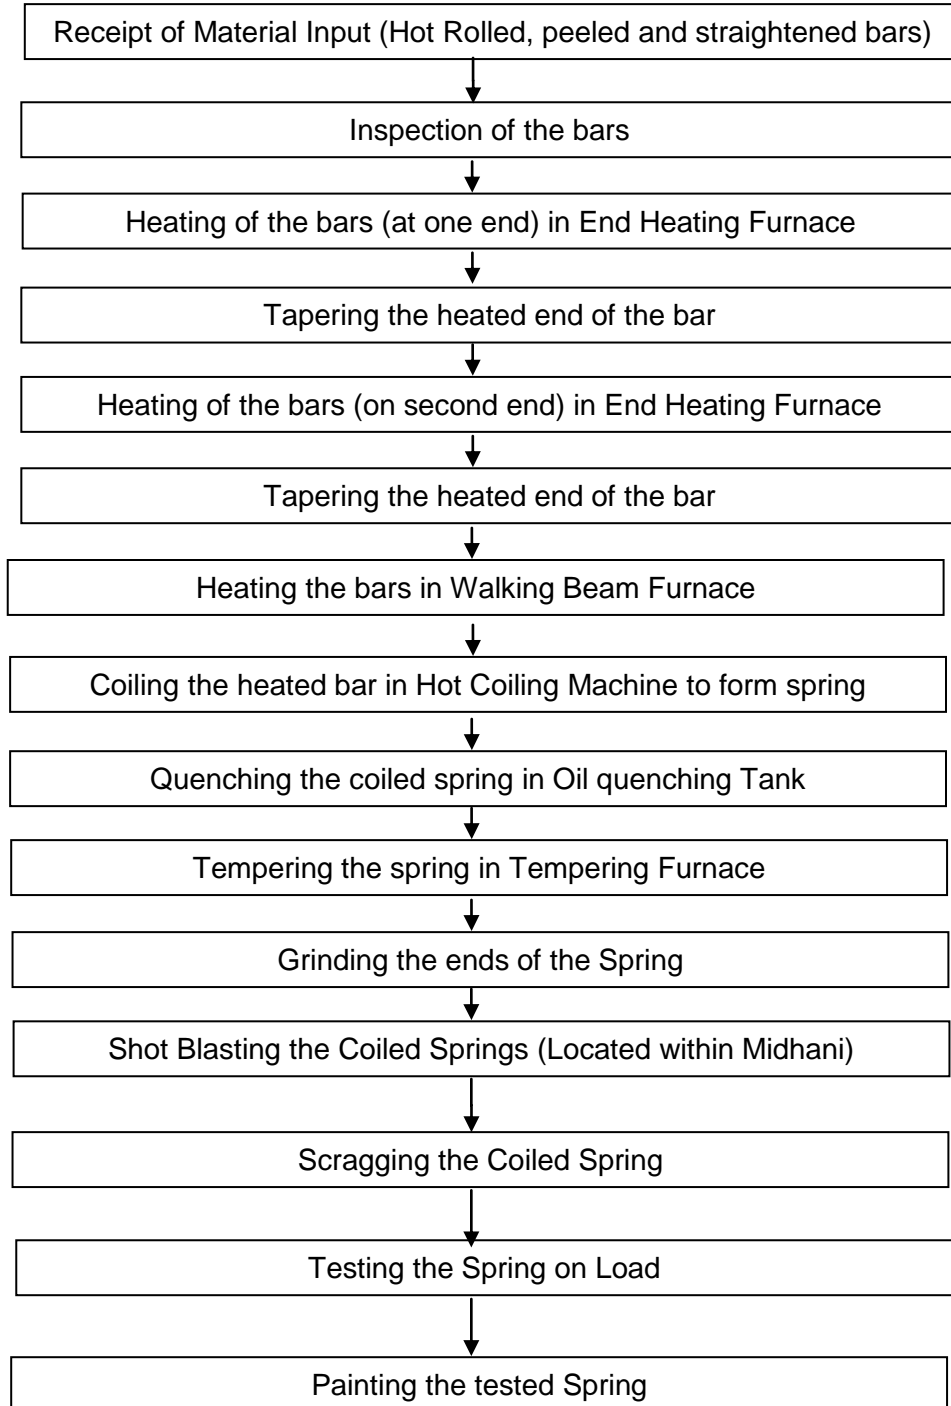 Receipt of Material Input (Hot Rolled, peeled and straightened bars)
Inspection of the bars
Heating of the bars (at one end) in End Heating Furnace
Tapering the heated end of the bar
Heating of the bars (on second end) in End Heating Furnace
Tapering the heated end of the bar
Heating the bars in Walking Beam Furnace
Coiling the heated bar in Hot Coiling Machine to form spring
Quenching the coiled spring in Oil quenching Tank
Tempering the spring in Tempering Furnace
Grinding the ends of the Spring
Shot Blasting the Coiled Springs (Located within Midhani)
Scragging the Coiled Spring
Testing the Spring on Load
Painting the tested Spring